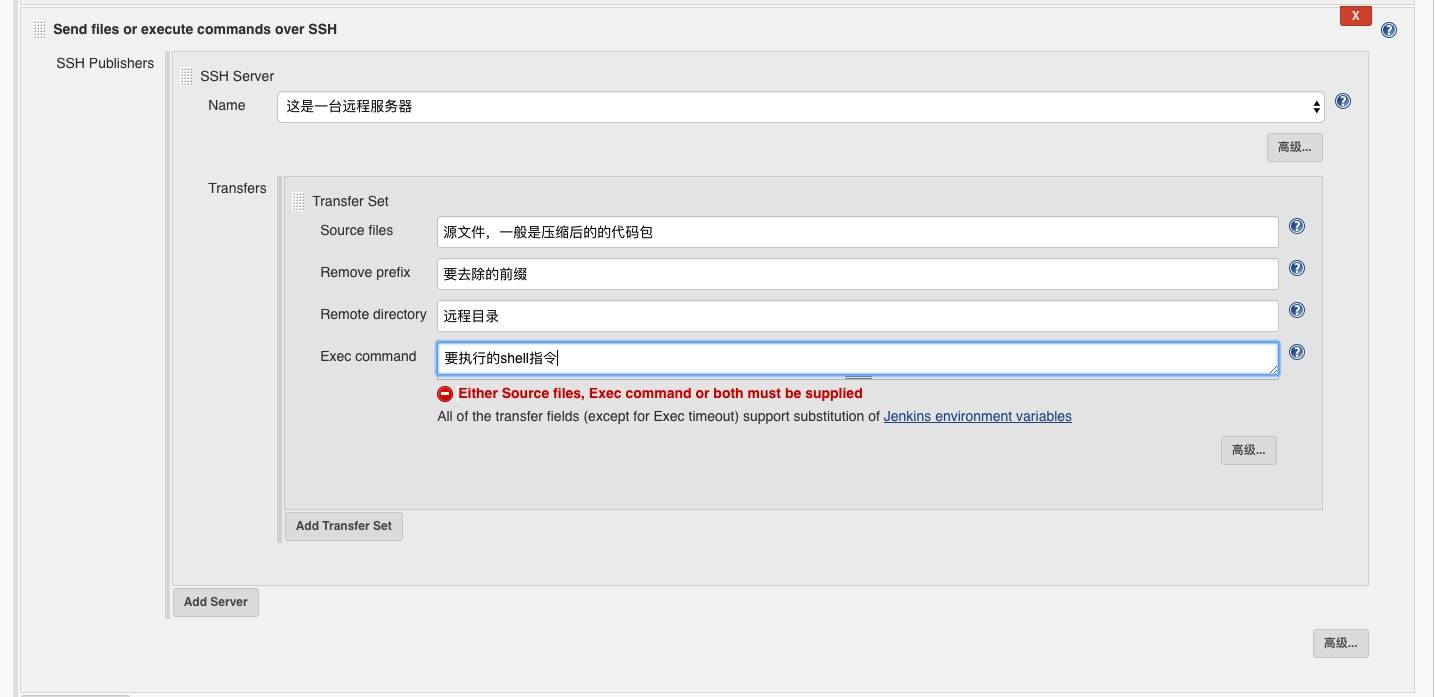 X
Send files or execute commands over SSH
SSH Publishers
SSH Server
Name
这是一台远程服务器
高级...
Transfers
Transfer Set
Source files
源文件，一般是压缩后的的代码包
Remove prefix
要去除的前缀
Remote directory
远程目录
Exec command
要执行的shell指令
Either Source files, Exec command or both must be supplied
All of the transfer fields (except for Exec timeout) support substitution of Jenkins environment variables
高级...
Add Transfer Set
Add Server
高级...